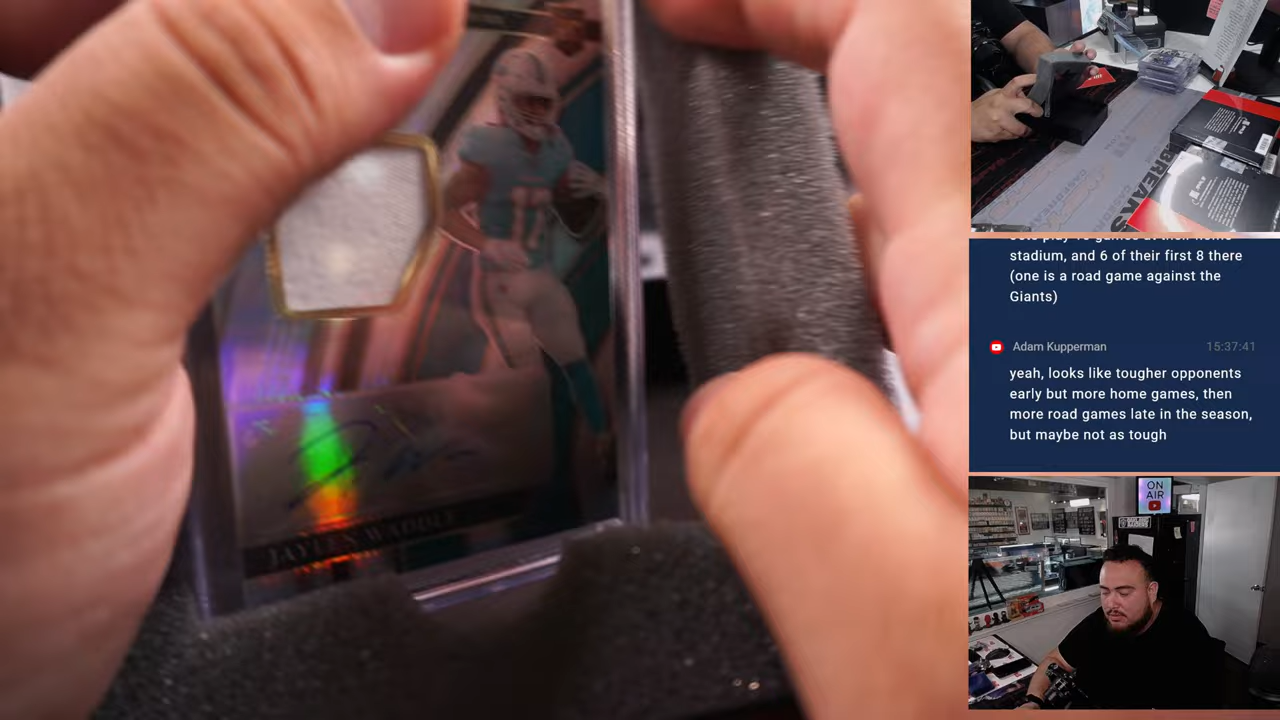 17
JAYLEN WADDLE
BREAKS
stadium, and 6 of their first 8 there
(one is a road game against the
Giants)
Adam Kupperman 15:37:41
yeah, looks like tougher opponents
early but more home games, then
more road games late in the season,
but maybe not as tough
ON
AIR